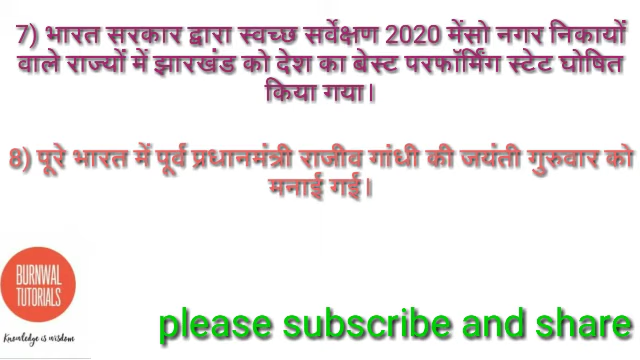 7) भारत सरकार द्वारा स्वच्छ सर्वेक्षण 2020 मेंसो नगर निकायों
वाले राज्यों में झारखंड को देश का बेस्ट परफॉर्मिंग स्टेट घोषित
किया गया।
8) पूरे भारत में पूर्व प्रधानमंत्री राजीव गांधी की जयंती गुरुवार को
मनाई गई।
BURNWAL
TUTORIALS
Knowledge is wisdom
please subscribe and share